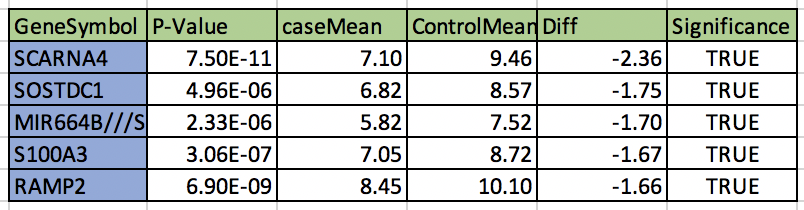 GeneSymbol P-Value caseMean ControlMean Diff Significance
SCARNA4 7.50E-11 7.10 9.46 -2.36 TRUE
SOSTDC1 4.96E-06 6.82 8.57 -1.75 TRUE
MIR664B///S 2.33E-06 5.82 7.52 -1.70 TRUE
S100A3 3.06E-07 7.05 8.72 -1.67 TRUE
RAMP2 6.90E-09 8.45 10.10 -1.66 TRUE